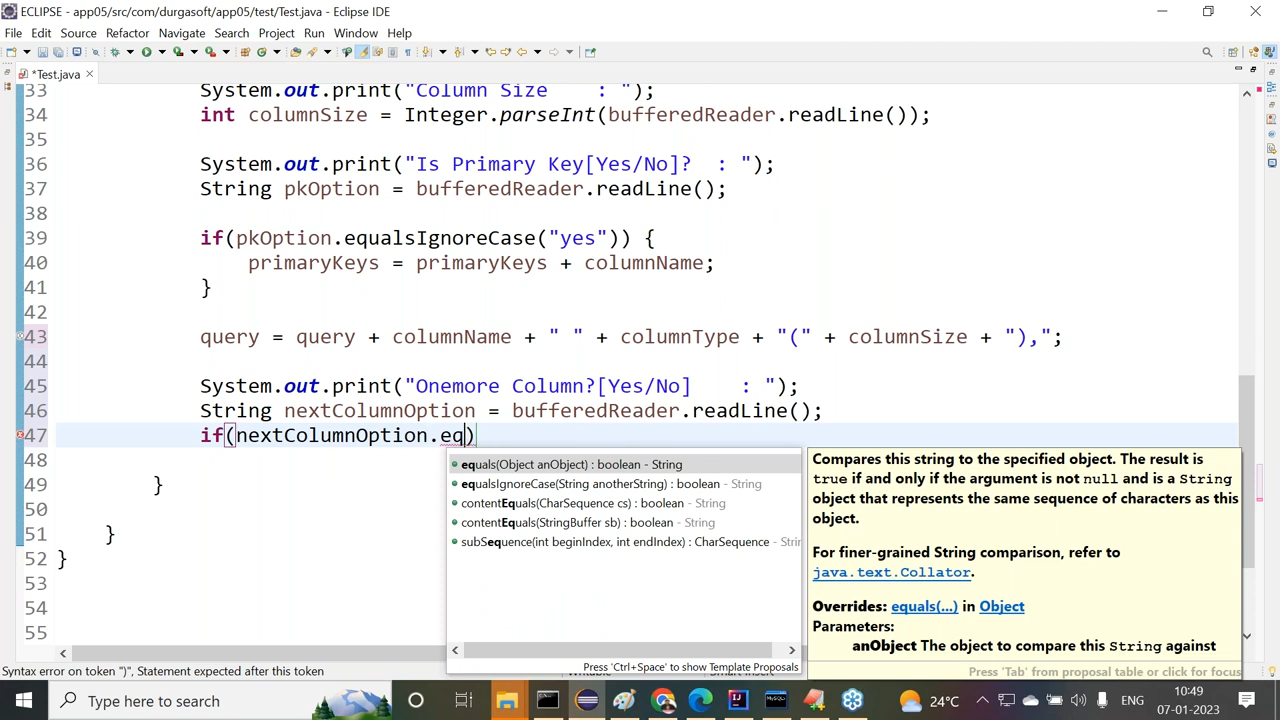 ECLIPSE - app05/src/com/durgasoft/app05/test/Test.java - Eclipse IDE
File Edit Source Refactor Navigate Search Project Run Window Help
*Test.java
33 System.out.print("Column Size    : ");
34 int columnSize = Integer.parseInt(bufferedReader.readLine());
35
36 System.out.print("Is Primary Key[Yes/No]?  : ");
37 String pkOption = bufferedReader.readLine();
38
39 if(pkOption.equalsIgnoreCase("yes")) {
40 primaryKeys = primaryKeys + columnName;
41 }
42
43 query = query + columnName + " " + columnType + "(" + columnSize + "),";
44
45 System.out.print("Onemore Column?[Yes/No]    : ");
46 String nextColumnOption = bufferedReader.readLine();
47 if(nextColumnOption.eq)
48
49 }
50
51 }
52 }
53
54
55
equals(Object anObject) : boolean - String
equalsIgnoreCase(String anotherString) : boolean - String
contentEquals(CharSequence cs) : boolean - String
contentEquals(StringBuffer sb) : boolean - String
subSequence(int beginIndex, int endIndex) : CharSequence - Strin
Press 'Ctrl+Space' to show Template Proposals
Compares this string to the specified object. The result is
true if and only if the argument is not null and is a String
object that represents the same sequence of characters as this
object.
For finer-grained String comparison, refer to
java.text.Collator.
Overrides: equals(...) in Object
Parameters:
anObject The object to compare this String against
Press 'Tab' from proposal table or click for focus
Syntax error on token ")", Statement expected after this token
Writable
Smart Insert
Type here to search
24°C
ENG
10:49
07-01-2023